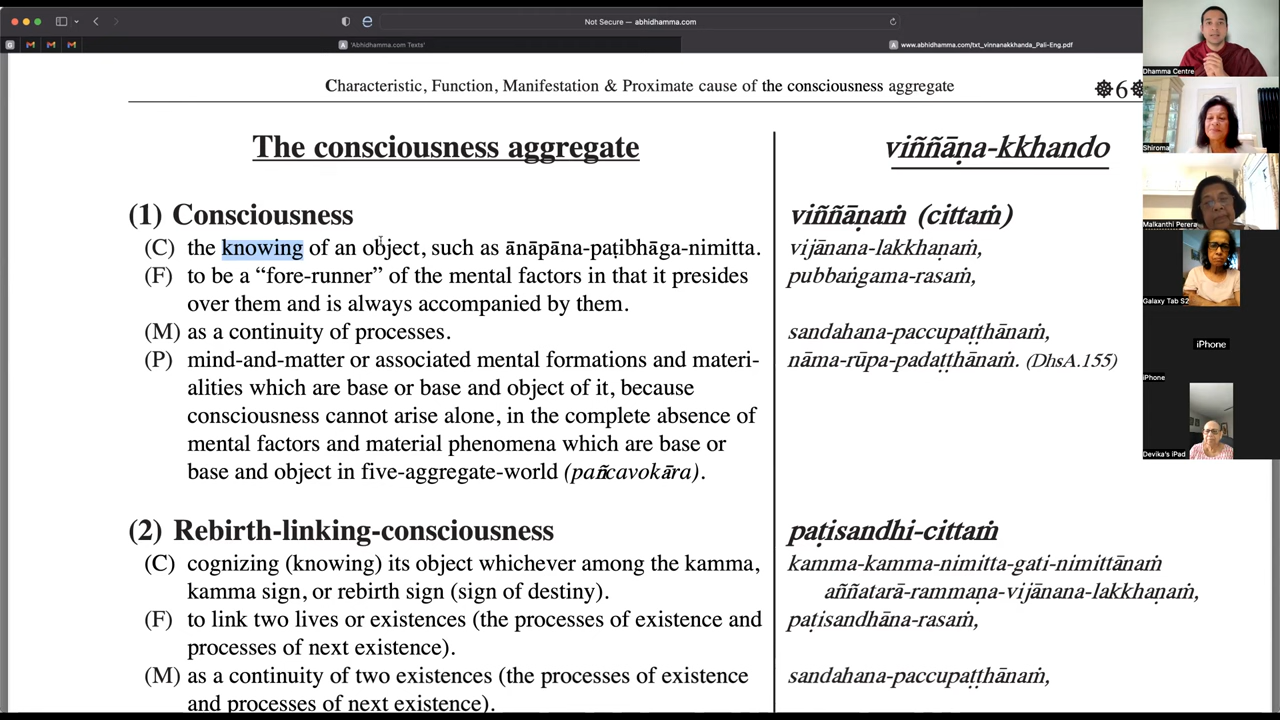 Not Secure — abhidhamma.com
'Abhidhamma.com Texts'
www.abhidhamma.com/txt_vinnanakkhanda_Pali-Eng.pdf
Characteristic, Function, Manifestation & Proximate cause of the consciousness aggregate
6
The consciousness aggregate
viññāṇa-kkhando
(1) Consciousness
viññāṇaṁ (cittaṁ)
(C) the knowing of an object, such as ānāpāna-paṭibhāga-nimitta.
vijānana-lakkhaṇaṁ,
(F) to be a “fore-runner” of the mental factors in that it presides
pubbaṅgama-rasaṁ,
over them and is always accompanied by them.
(M) as a continuity of processes.
sandahana-paccupaṭṭhānaṁ,
(P) mind-and-matter or associated mental formations and materi-
nāma-rūpa-padaṭṭhānaṁ. (DhsA.155)
alities which are base or base and object of it, because
consciousness cannot arise alone, in the complete absence of
mental factors and material phenomena which are base or
base and object in five-aggregate-world (pañcavokāra).
(2) Rebirth-linking-consciousness
paṭisandhi-cittaṁ
(C) cognizing (knowing) its object whichever among the kamma,
kamma-kamma-nimitta-gati-nimittānaṁ
kamma sign, or rebirth sign (sign of destiny).
aññatarā-rammaṇa-vijānana-lakkhaṇaṁ,
(F) to link two lives or existences (the processes of existence and
paṭisandhāna-rasaṁ,
processes of next existence).
(M) as a continuity of two existences (the processes of existence
sandahana-paccupaṭṭhānaṁ,
and processes of next existence).
Dhamma Centre
Shiroma
Malkanthi Perera
Galaxy Tab S2
iPhone
iPhone
Devika's iPad